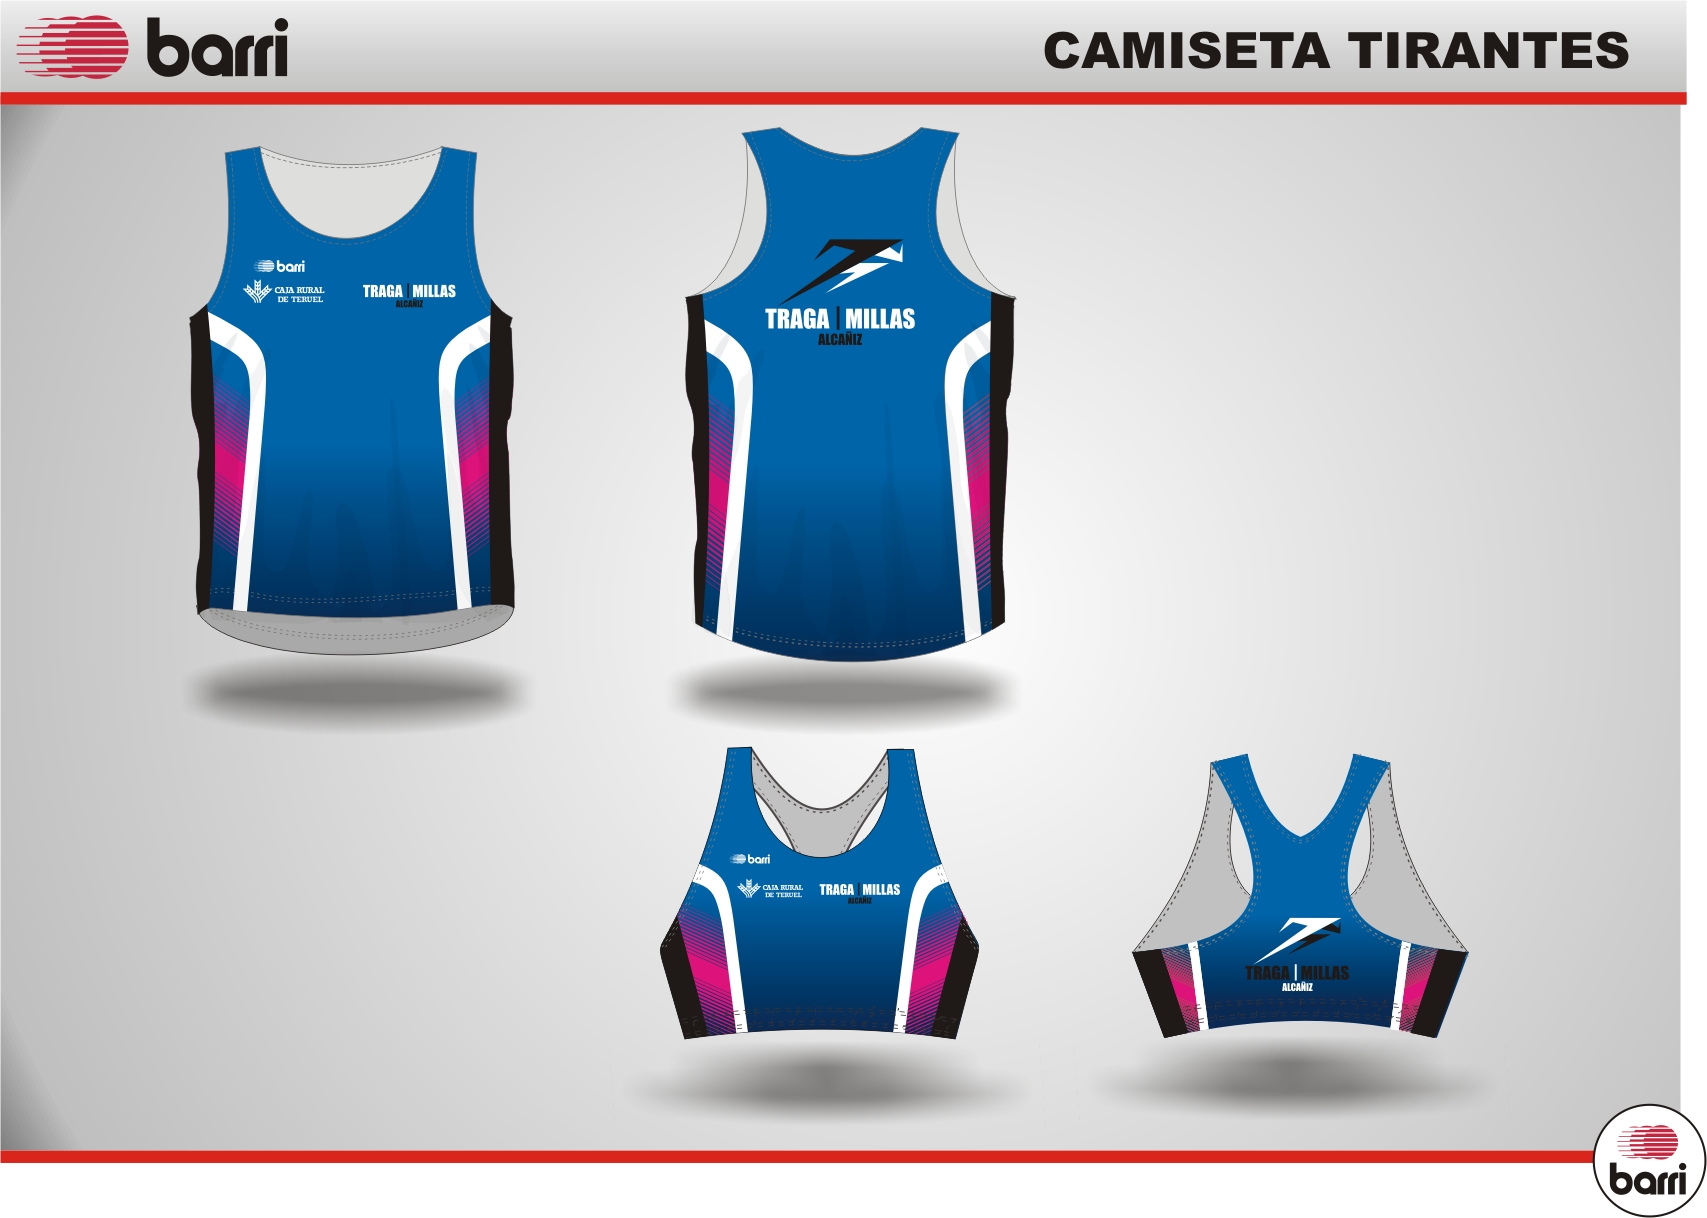 barri
CAMISETA TIRANTES
barri
CAJA RURAL
DE TERUEL
TRAGA | MILLAS
ALCAÑIZ
TRAGA | MILLAS
ALCAÑIZ
barri
CAJA RURAL
DE TERUEL
TRAGA | MILLAS
ALCAÑIZ
TRAGA | MILLAS
ALCAÑIZ
barri